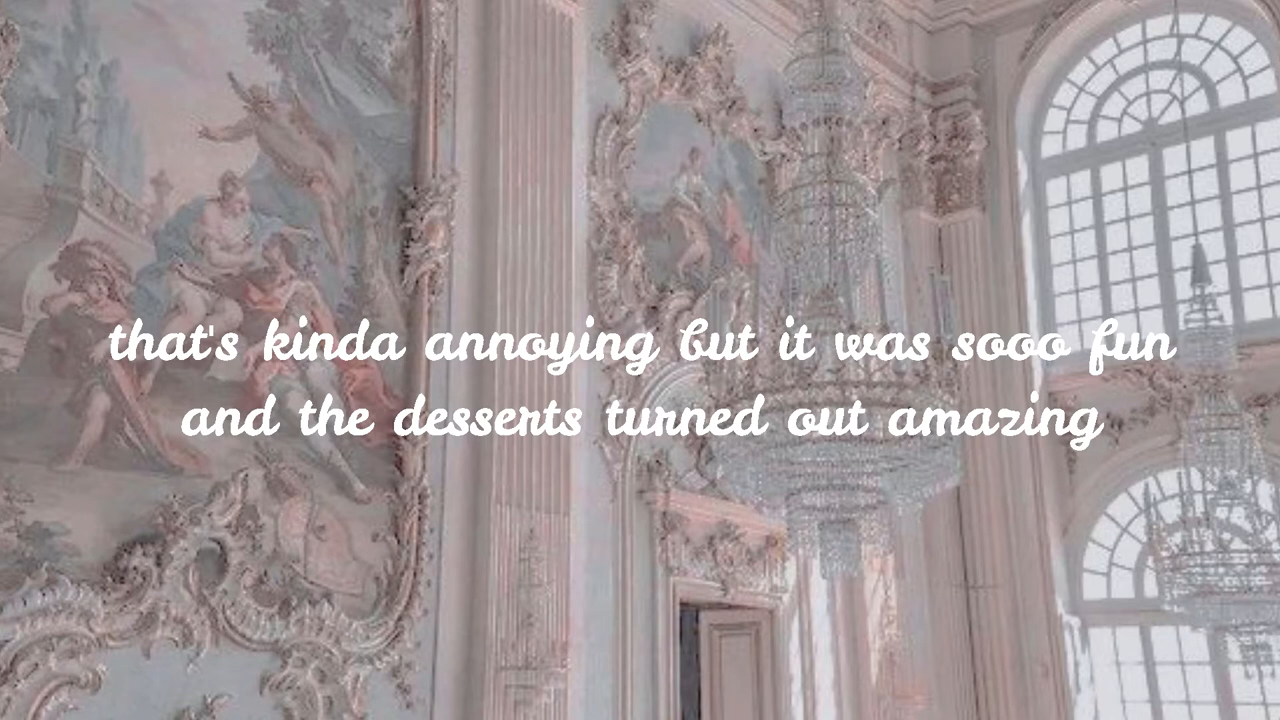 that's kinda annoying but it was sooo fun
and the desserts turned out amazing